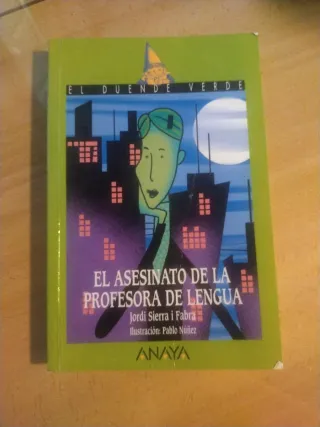 EL DUENDE VERDE
EL ASESINATO DE LA
PROFESORA DE LENGUA
Jordi Sierra i Fabra
Ilustración: Pablo Núñez
ANAYA